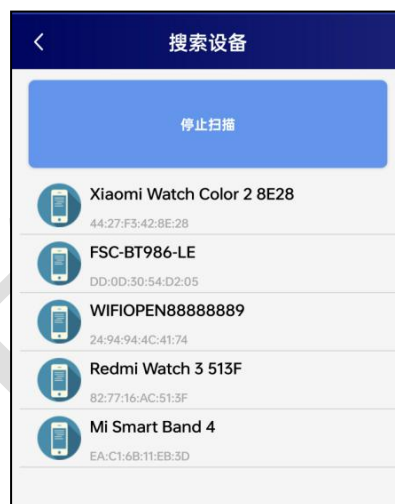 搜索设备
停止扫描
Xiaomi Watch Color 2 8E28
44:27:F3:42:8E:28
FSC-BT986-LE
DD:0D:30:54:D2:05
WIFIOPEN88888889
24:94:94:4C:41:74
Redmi Watch 3 513F
82:77:16:AC:51:3F
Mi Smart Band 4
EA:C1:6B:11:EB:3D